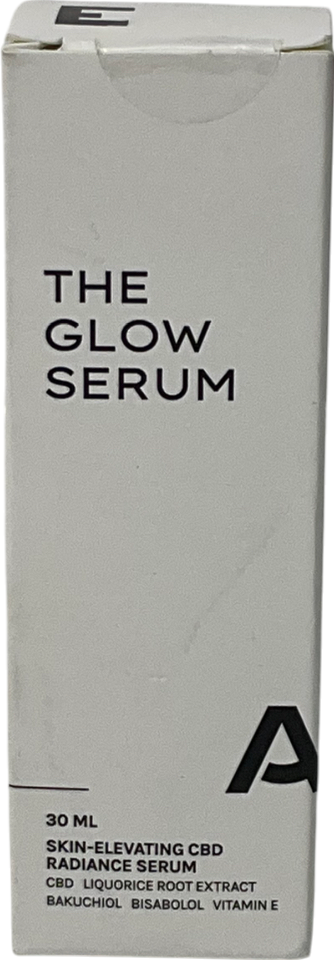 E
THE
GLOW
SERUM
A
30 ML
SKIN-ELEVATING CBD
RADIANCE SERUM
CBD LIQUORICE ROOT EXTRACT
BAKUCHIOL BISABOLOL VITAMIN E